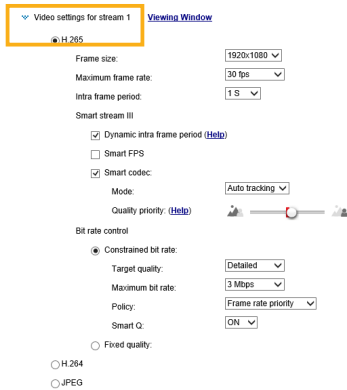 Video settings for stream 1 Viewing Window
H.265
Frame size: 1920x1080
Maximum frame rate: 30 fps
Intra frame period: 1 S
Smart stream III
Dynamic intra frame period (Help)
Smart FPS
Smart codec:
Mode: Auto tracking
Quality priority: (Help)
Bit rate control
Constrained bit rate:
Target quality: Detailed
Maximum bit rate: 3 Mbps
Policy: Frame rate priority
Smart Q: ON
Fixed quality:
H.264
JPEG